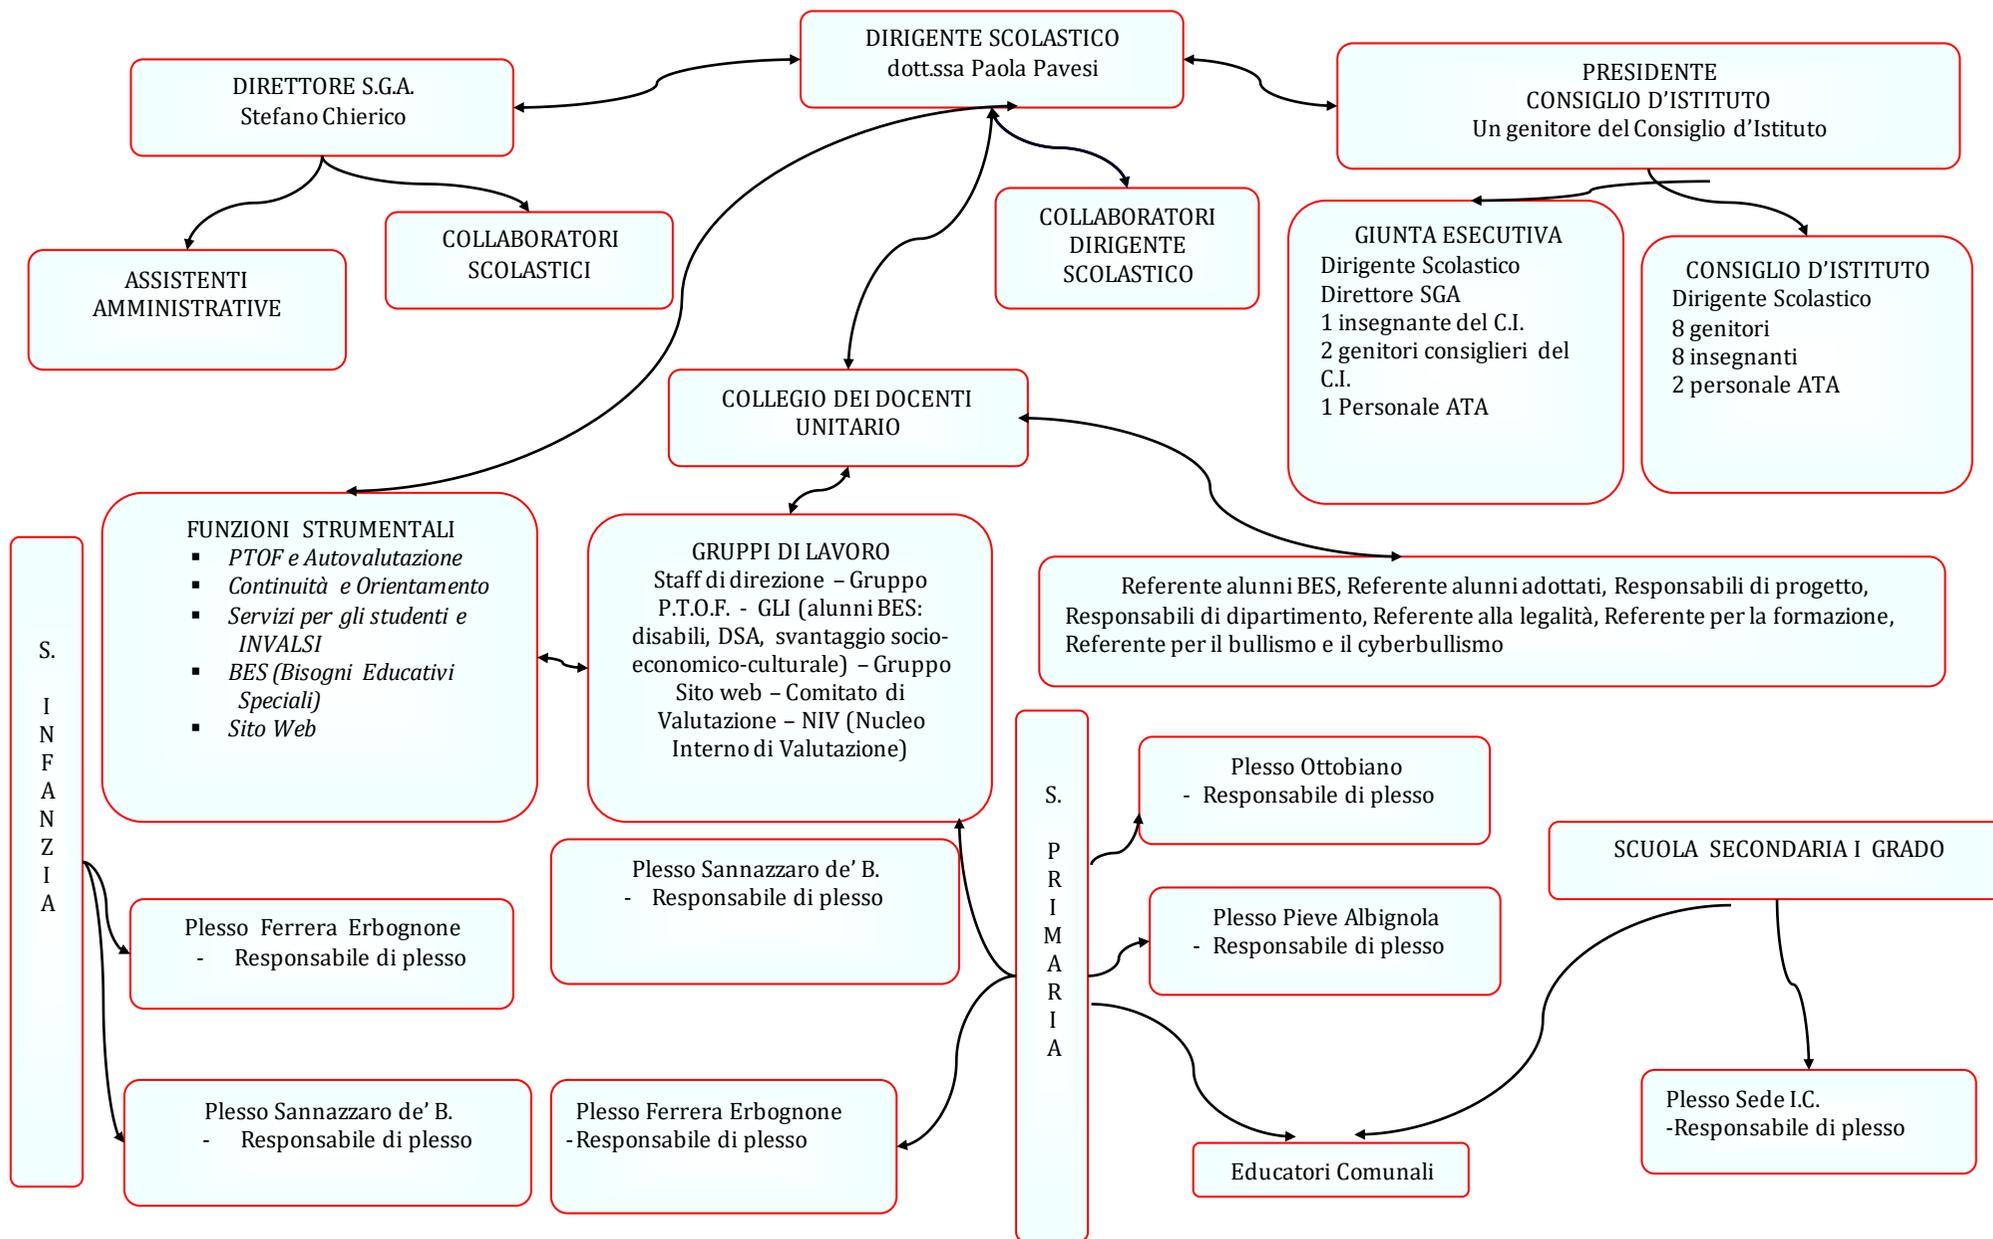 DIRIGENTE SCOLASTICO
dott.ssa Paola Pavesi
DIRETTORE S.G.A.
Stefano Chierico
PRESIDENTE
CONSIGLIO D’ISTITUTO
Un genitore del Consiglio d’Istituto
ASSISTENTI
AMMINISTRATIVE
COLLABORATORI
SCOLASTICI
COLLABORATORI
DIRIGENTE
SCOLASTICO
GIUNTA ESECUTIVA
Dirigente Scolastico
Direttore SGA
1 insegnante del C.I.
2 genitori consiglieri del
C.I.
1 Personale ATA
CONSIGLIO D’ISTITUTO
Dirigente Scolastico
8 genitori
8 insegnanti
2 personale ATA
COLLEGIO DEI DOCENTI
UNITARIO
FUNZIONI STRUMENTALI
▪ PTOF e Autovalutazione
▪ Continuità e Orientamento
▪ Servizi per gli studenti e
INVALSI
▪ BES (Bisogni Educativi
Speciali)
▪ Sito Web
GRUPPI DI LAVORO
Staff di direzione – Gruppo
P.T.O.F. - GLI (alunni BES:
disabili, DSA, svantaggio socio-
economico-culturale) – Gruppo
Sito web – Comitato di
Valutazione – NIV (Nucleo
Interno di Valutazione)
Referente alunni BES, Referente alunni adottati, Responsabili di progetto,
Responsabili di dipartimento, Referente alla legalità, Referente per la formazione,
Referente per il bullismo e il cyberbullismo
S.
I
N
F
A
N
Z
I
A
Plesso Ferrera Erbognone
- Responsabile di plesso
Plesso Sannazzaro de’ B.
- Responsabile di plesso
Plesso Sannazzaro de’ B.
- Responsabile di plesso
Plesso Ferrera Erbognone
-Responsabile di plesso
S.
P
R
I
M
A
R
I
A
Plesso Ottobiano
- Responsabile di plesso
Plesso Pieve Albignola
- Responsabile di plesso
Educatori Comunali
SCUOLA SECONDARIA I GRADO
Plesso Sede I.C.
-Responsabile di plesso